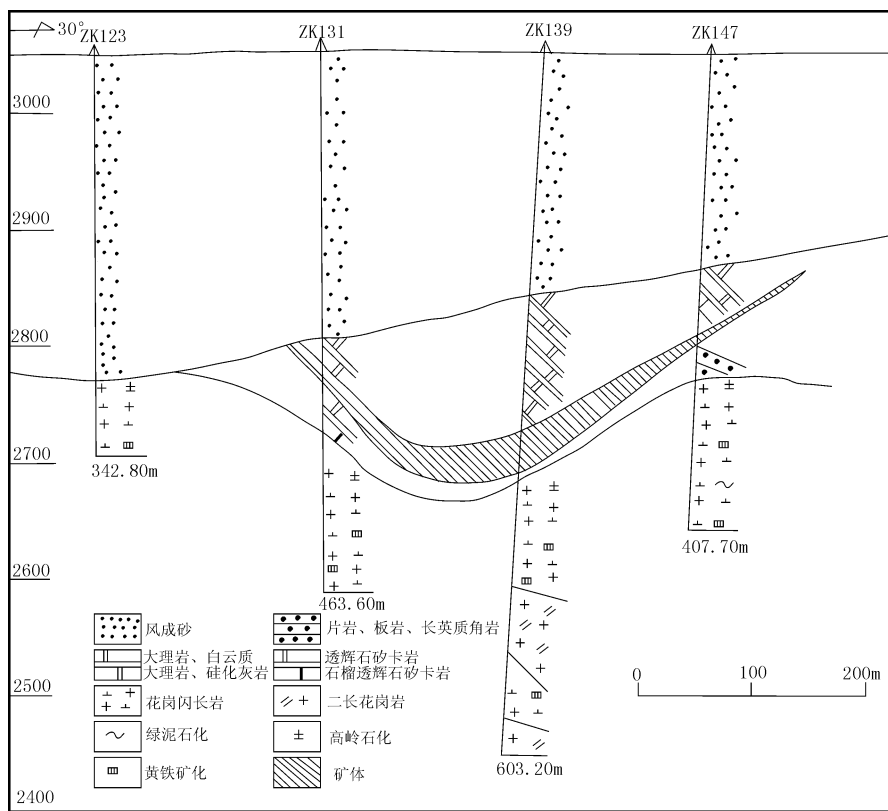 30°
ZK123
ZK131
ZK139
ZK147
3000
2900
2800
2700
342.80m
407.70m
2600
463.60m
风成砂
片岩、板岩、长英质角岩
大理岩、白云质
大理岩、硅化灰岩
透辉石矽卡岩
石榴透辉石矽卡岩
2500
0
100
200m
花岗闪长岩
二长花岗岩
绿泥石化
高岭石化
603.20m
黄铁矿化
矿体
2400